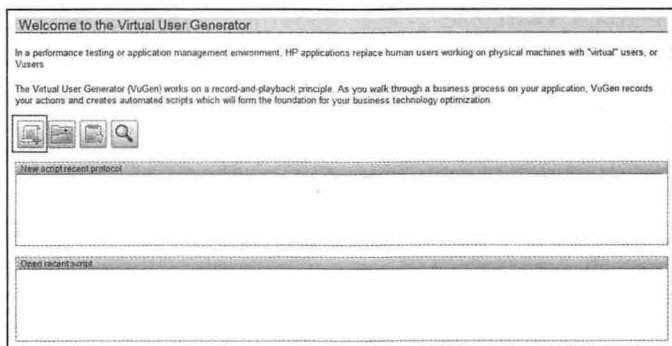 Welcome to the Virtual User Generator
In a performance testing or application management environment, HP applications replace human users working on physical machines with "virtual" users, or
Vusers
The Virtual User Generator (VuGen) works on a record-and-playback principle. As you walk through a business process on your application, VuGen records
your actions and creates automated scripts which will form the foundation for your business technology optimization.
New script recent protocol
Open recent script